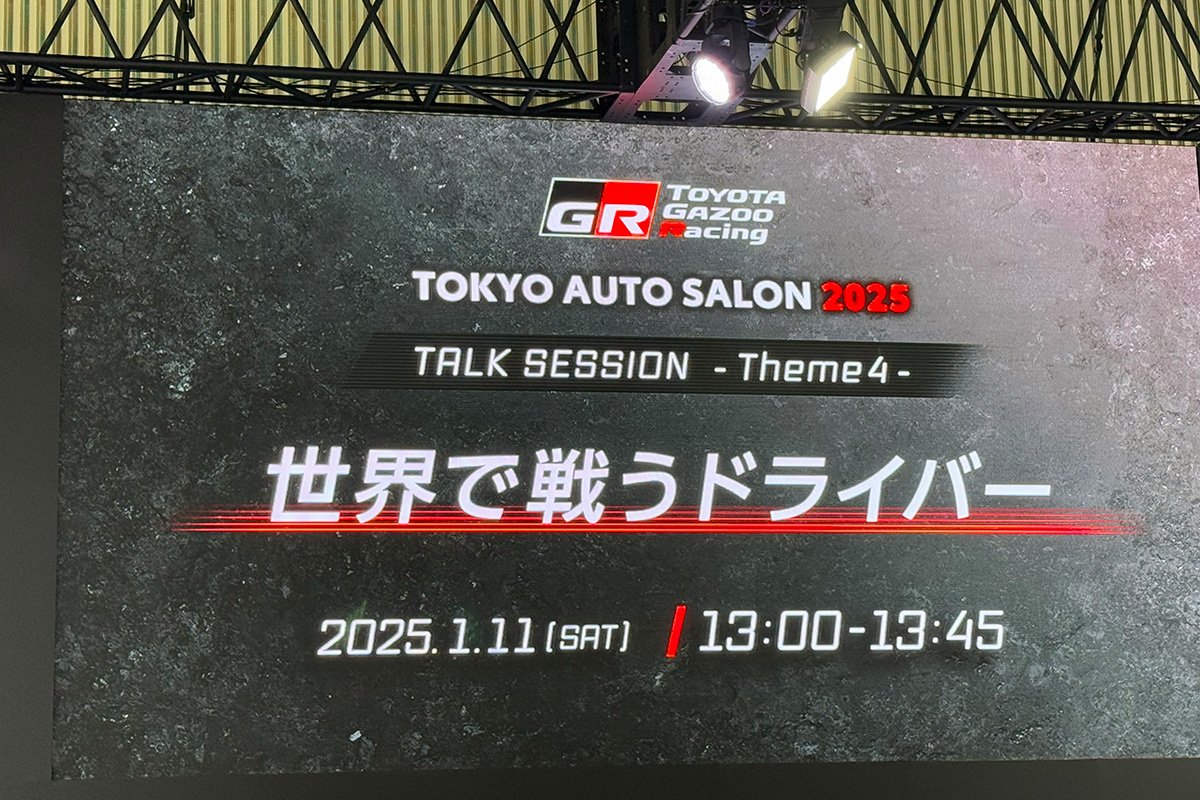 GR TOYOTA
GAZOO
Racing
TOKYO AUTO SALON 2025
TALK SESSION -Theme4-
世界で戦うドライバー
2025.1.11(SAT) / 13:00-13:45